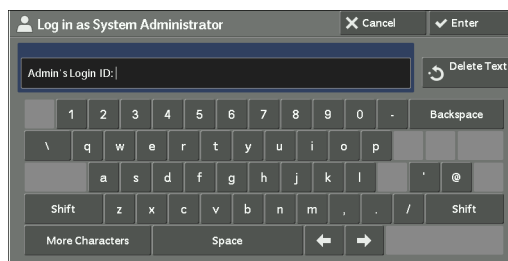 Log in as System Administrator Cancel Enter
Admin's Login ID: Delete Text
1 2 3 4 5 6 7 8 9 0 - Backspace
\ q w e r t y u i o p
a s d f g h j k l ' @
Shift z x c v b n m , . / Shift
More Characters Space